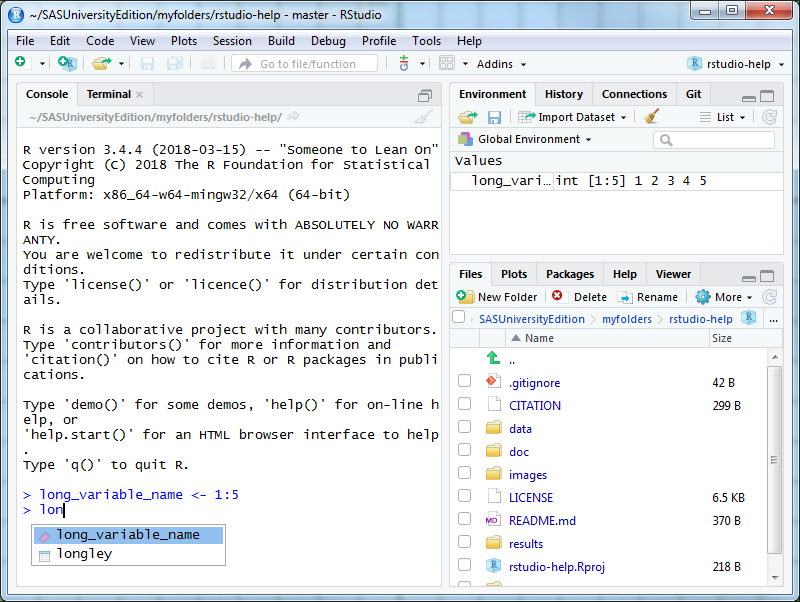 ~/SASUniversityEdition/myfolders/rstudio-help - master - RStudio
File Edit Code View Plots Session Build Debug Profile Tools Help
Go to file/function Addins rstudio-help
Console Terminal
~/SASUniversityEdition/myfolders/rstudio-help/
R version 3.4.4 (2018-03-15) -- "Someone to Lean On"
Copyright (C) 2018 The R Foundation for Statistical
Computing
Platform: x86_64-w64-mingw32/x64 (64-bit)
R is free software and comes with ABSOLUTELY NO WARR
ANTY.
You are welcome to redistribute it under certain con
ditions.
Type 'license()' or 'licence()' for distribution det
ails.
R is a collaborative project with many contributors.
Type 'contributors()' for more information and
'citation()' on how to cite R or R packages in publi
cations.
Type 'demo()' for some demos, 'help()' for on-line h
elp, or
'help.start()' for an HTML browser interface to help
.
Type 'q()' to quit R.
> long_variable_name <- 1:5
> lon
long_variable_name
longley
Environment History Connections Git
Import Dataset List
Global Environment
Values
long_vari… int [1:5] 1 2 3 4 5
Files Plots Packages Help Viewer
New Folder Delete Rename More
SASUniversityEdition myfolders rstudio-help ...
Name Size
..
.gitignore 42 B
CITATION 299 B
data
doc
images
LICENSE 6.5 KB
README.md 370 B
results
rstudio-help.Rproj 218 B